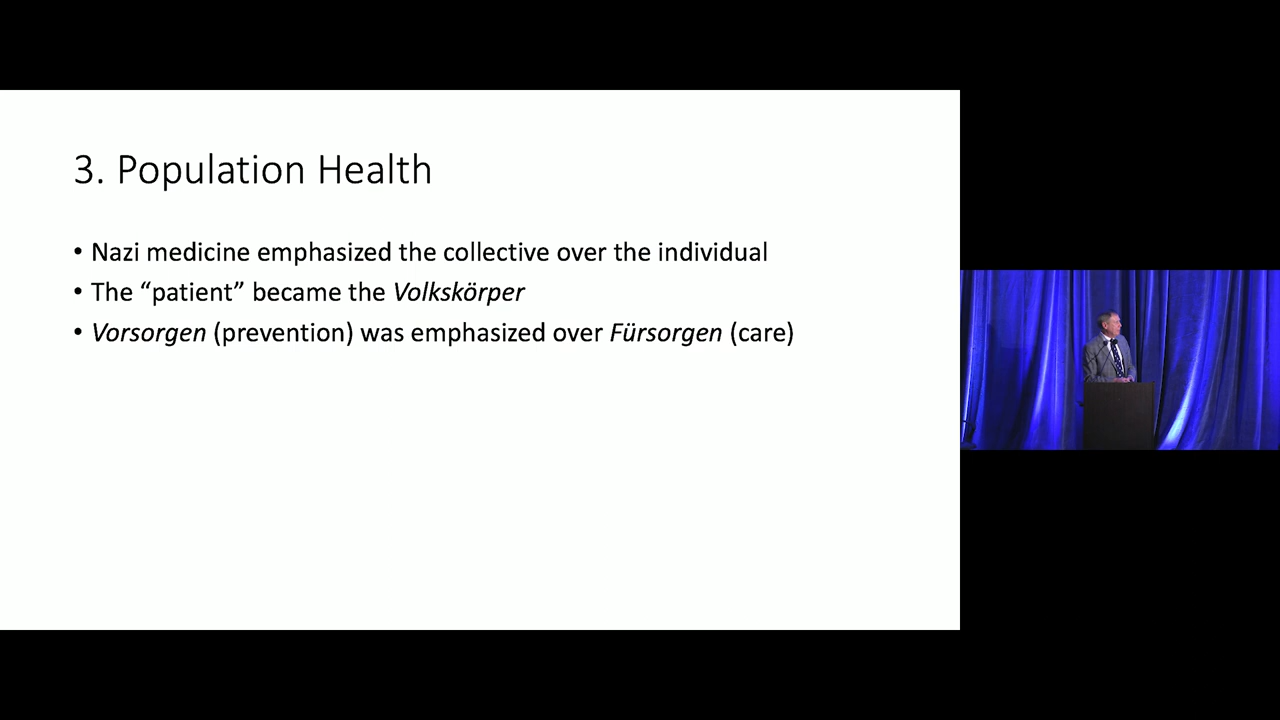 3. Population Health
• Nazi medicine emphasized the collective over the individual
• The “patient” became the Volkskörper
• Vorsorgen (prevention) was emphasized over Fürsorgen (care)